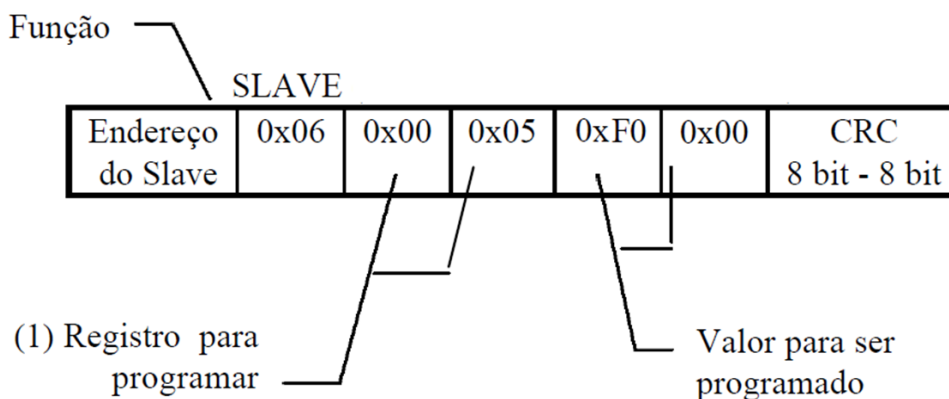 Função
SLAVE
Endereço do Slave
0x06
0x00
0x05
0xF0
0x00
CRC
8 bit - 8 bit
(1) Registro para
programar
Valor para ser
programado